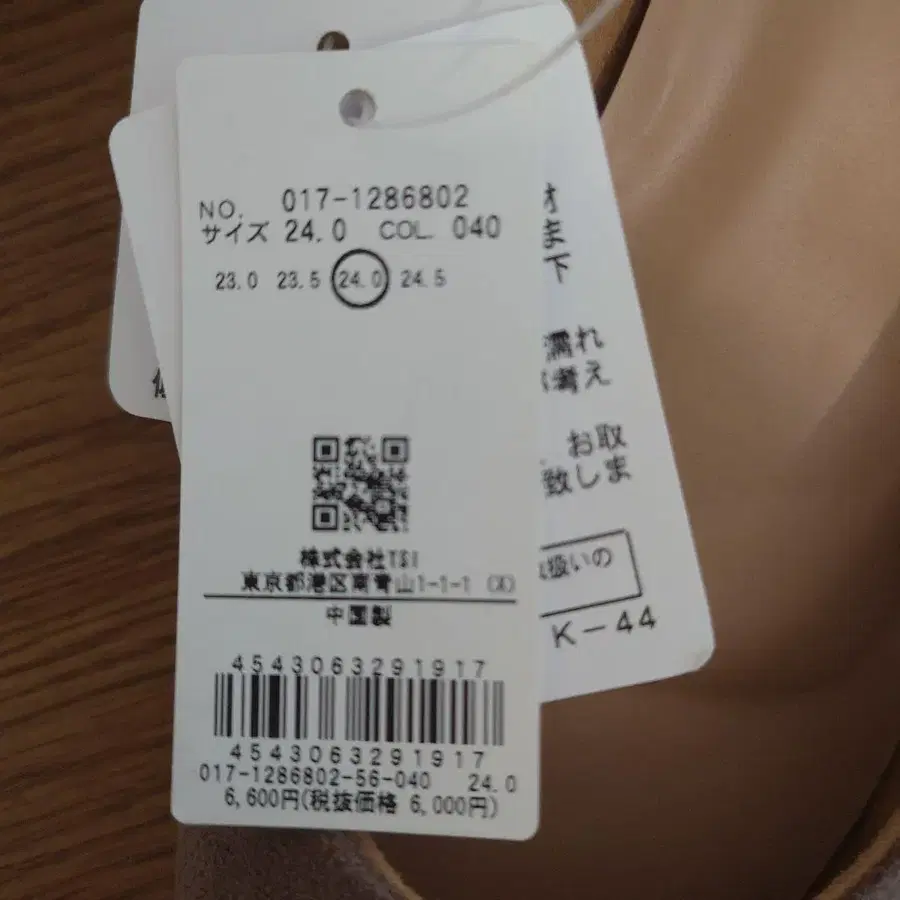 NO. 017-1286802
サイズ 24.0 COL. 040
23.0 23.5 24.0 24.5
株式会社TSI
東京都港区南青山1-1-1 (X)
中国製
4543063291917
4543063291917
017-1286802-56-040 24.0
6,600円(税抜価格 6,000円)
ま
下
濡れ
考え
お取
致しま
扱いの
K-44